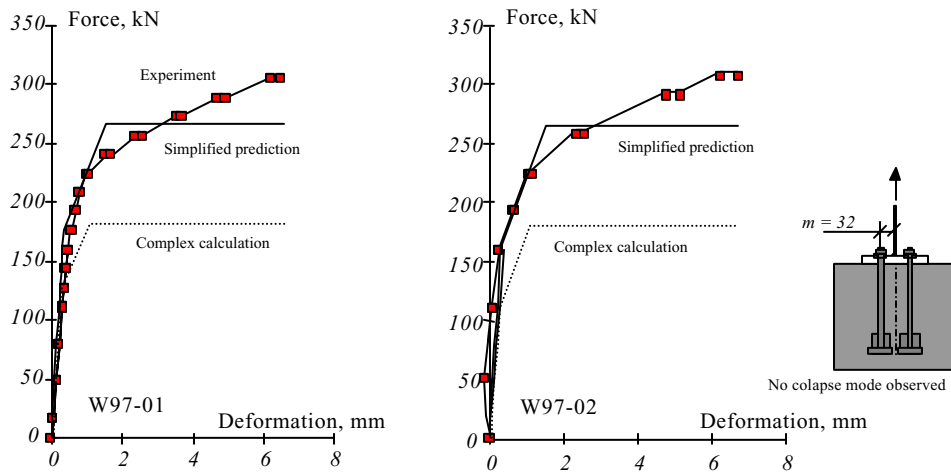 Force, kN
350
300
250
200
150
100
50
0
Experiment
Simplified prediction
Complex calculation
W97-01
Deformation, mm
0 2 4 6 8
Force, kN
350
300
250
200
150
100
50
0
Simplified prediction
Complex calculation
W97-02
Deformation, mm
0 2 4 6 8
m = 32
No colapse mode observed